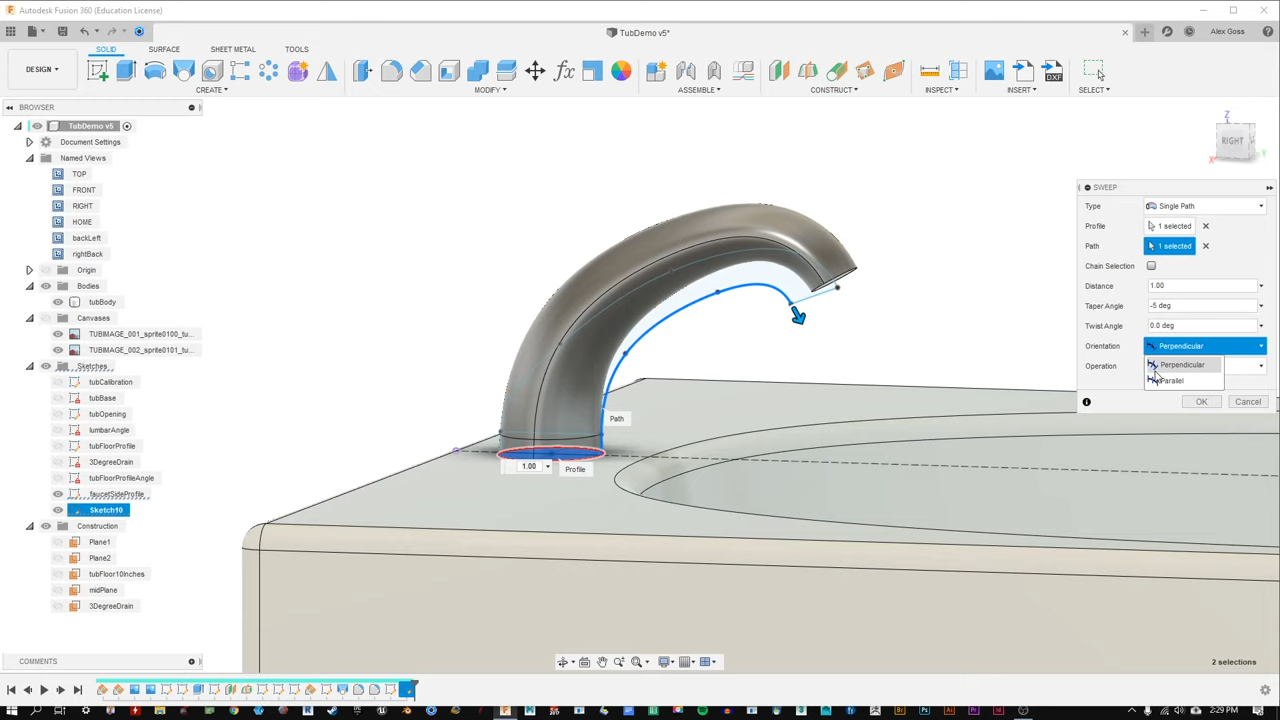 Autodesk Fusion 360 (Education License)
TubDemo v5*
Alex Goss
DESIGN
SOLID SURFACE SHEET METAL TOOLS
CREATE MODIFY ASSEMBLE CONSTRUCT INSPECT INSERT SELECT
DXF
BROWSER
TubDemo v5
Document Settings
Named Views
TOP
FRONT
RIGHT
HOME
backLeft
rightBack
Origin
Bodies
tubBody
Canvases
TUBIMAGE_001_sprite0100_tu...
TUBIMAGE_002_sprite0101_tu...
Sketches
tubCalibration
tubBase
tubOpening
lumbarAngle
tubFloorProfile
3DegreeDrain
tubFloorProfileAngle
faucetSideProfile
Sketch10
Construction
Plane1
Plane2
tubFloor10Inches
midPlane
3DegreeDrain
COMMENTS
Path
1.00
Profile
Z
RIGHT
X
Y
SWEEP
Type Single Path
Profile 1 selected
Path 1 selected
Chain Selection
Distance 1.00
Taper Angle -5 deg
Twist Angle 0.0 deg
Orientation Perpendicular
Perpendicular
Operation
Parallel
OK Cancel
2 selections
2:29 PM